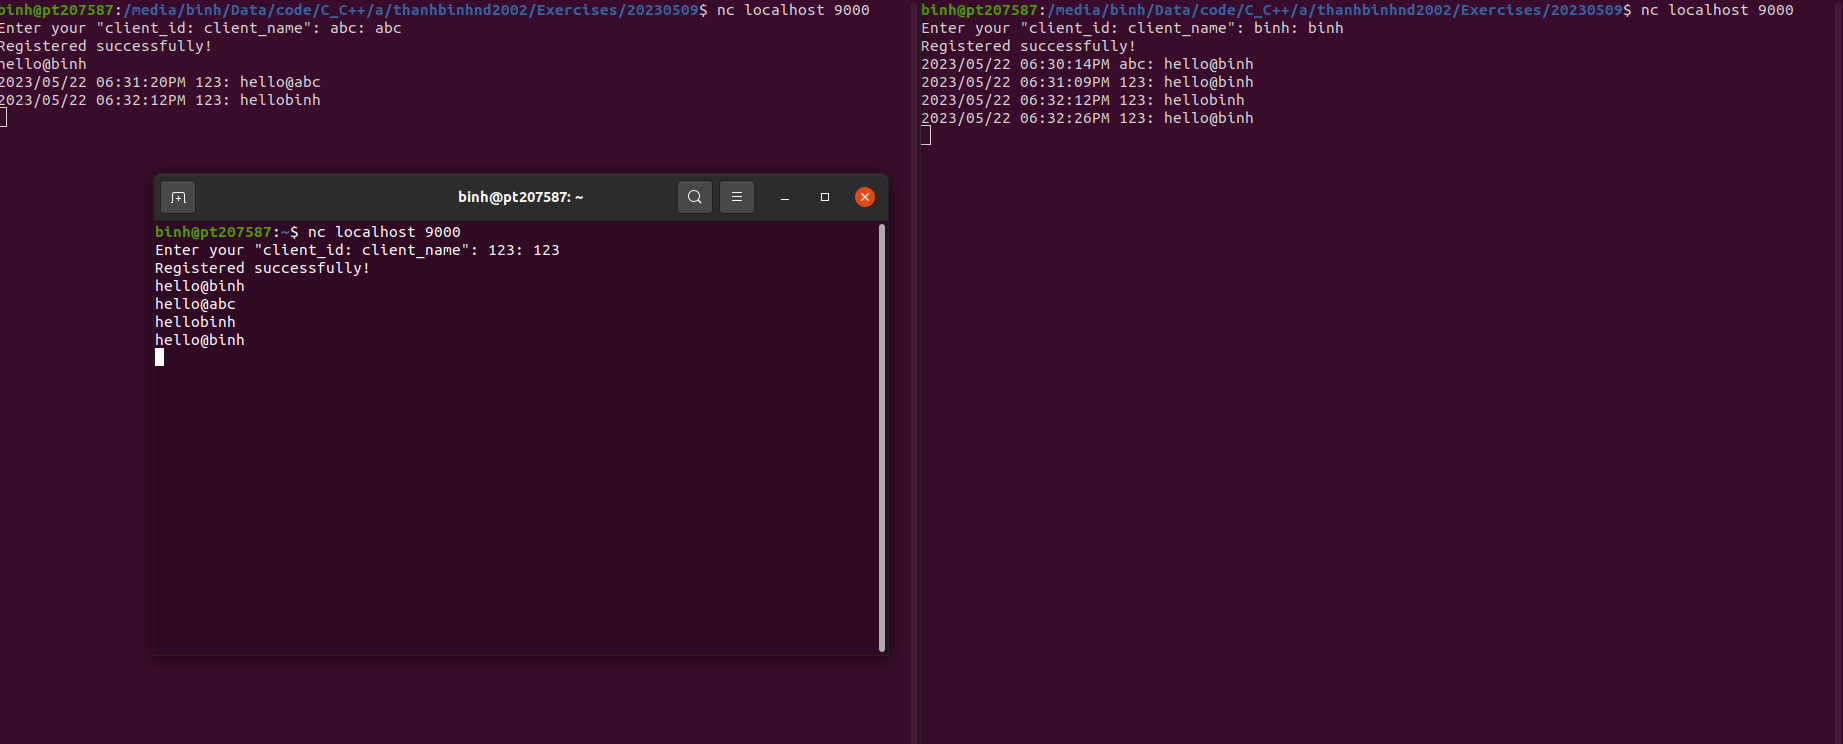 binh@pt207587:/media/binh/Data/code/C_C++/a/thanhbinhnd2002/Exercises/20230509$ nc localhost 9000
Enter your "client_id: client_name": abc: abc
Registered successfully!
hello@binh
2023/05/22 06:31:20PM 123: hello@abc
2023/05/22 06:32:12PM 123: hellobinh
binh@pt207587: ~
binh@pt207587:~$ nc localhost 9000
Enter your "client_id: client_name": 123: 123
Registered successfully!
hello@binh
hello@abc
hellobinh
hello@binh
binh@pt207587:/media/binh/Data/code/C_C++/a/thanhbinhnd2002/Exercises/20230509$ nc localhost 9000
Enter your "client_id: client_name": binh: binh
Registered successfully!
2023/05/22 06:30:14PM abc: hello@binh
2023/05/22 06:31:09PM 123: hello@binh
2023/05/22 06:32:12PM 123: hellobinh
2023/05/22 06:32:26PM 123: hello@binh